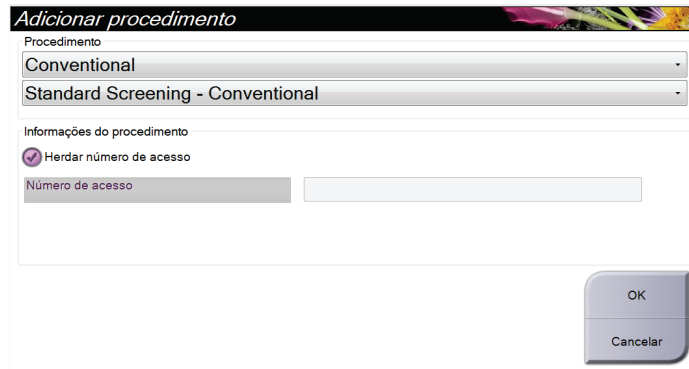 Adicionar procedimento
Procedimento
Conventional
Standard Screening - Conventional
Informações do procedimento
Herdar número de acesso
Número de acesso
OK
Cancelar